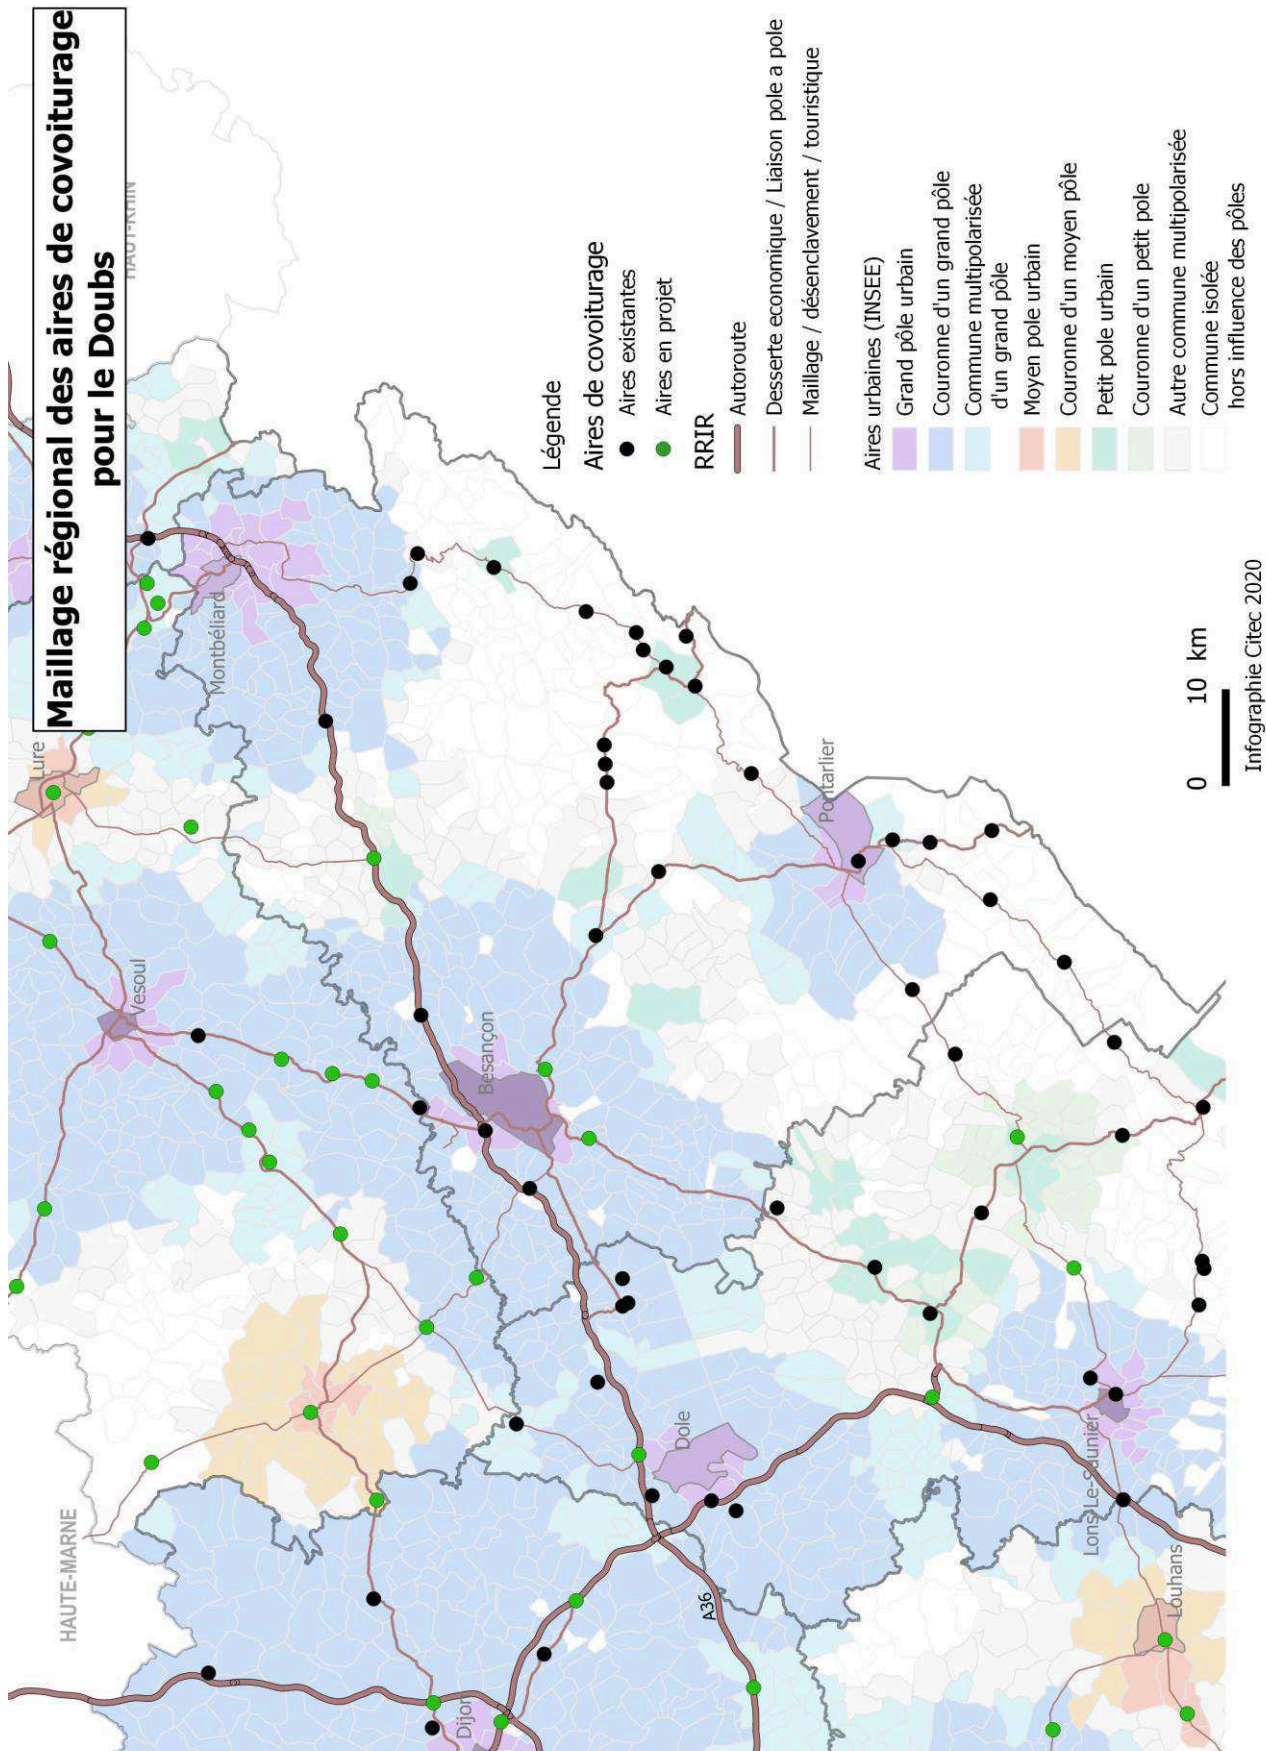 Maillage régional des aires de covoiturage
pour le Doubs
HAUT-RHIN
HAUTE-MARNE
Lure
Montbéliard
Vesoul
Besançon
Pontarlier
Dijon
Dole
A36
Lons-Le-Saunier
Louhans
Légende
Aires de covoiturage
Aires existantes
Aires en projet
RRIR
Autoroute
Desserte economique / Liaison pole a pole
Maillage / désenclavement / touristique
Aires urbaines (INSEE)
Grand pôle urbain
Couronne d'un grand pôle
Commune multipolarisée
d'un grand pôle
Moyen pole urbain
Couronne d'un moyen pôle
Petit pole urbain
Couronne d'un petit pole
Autre commune multipolarisée
Commune isolée
hors influence des pôles
0 10 km
Infographie Citec 2020